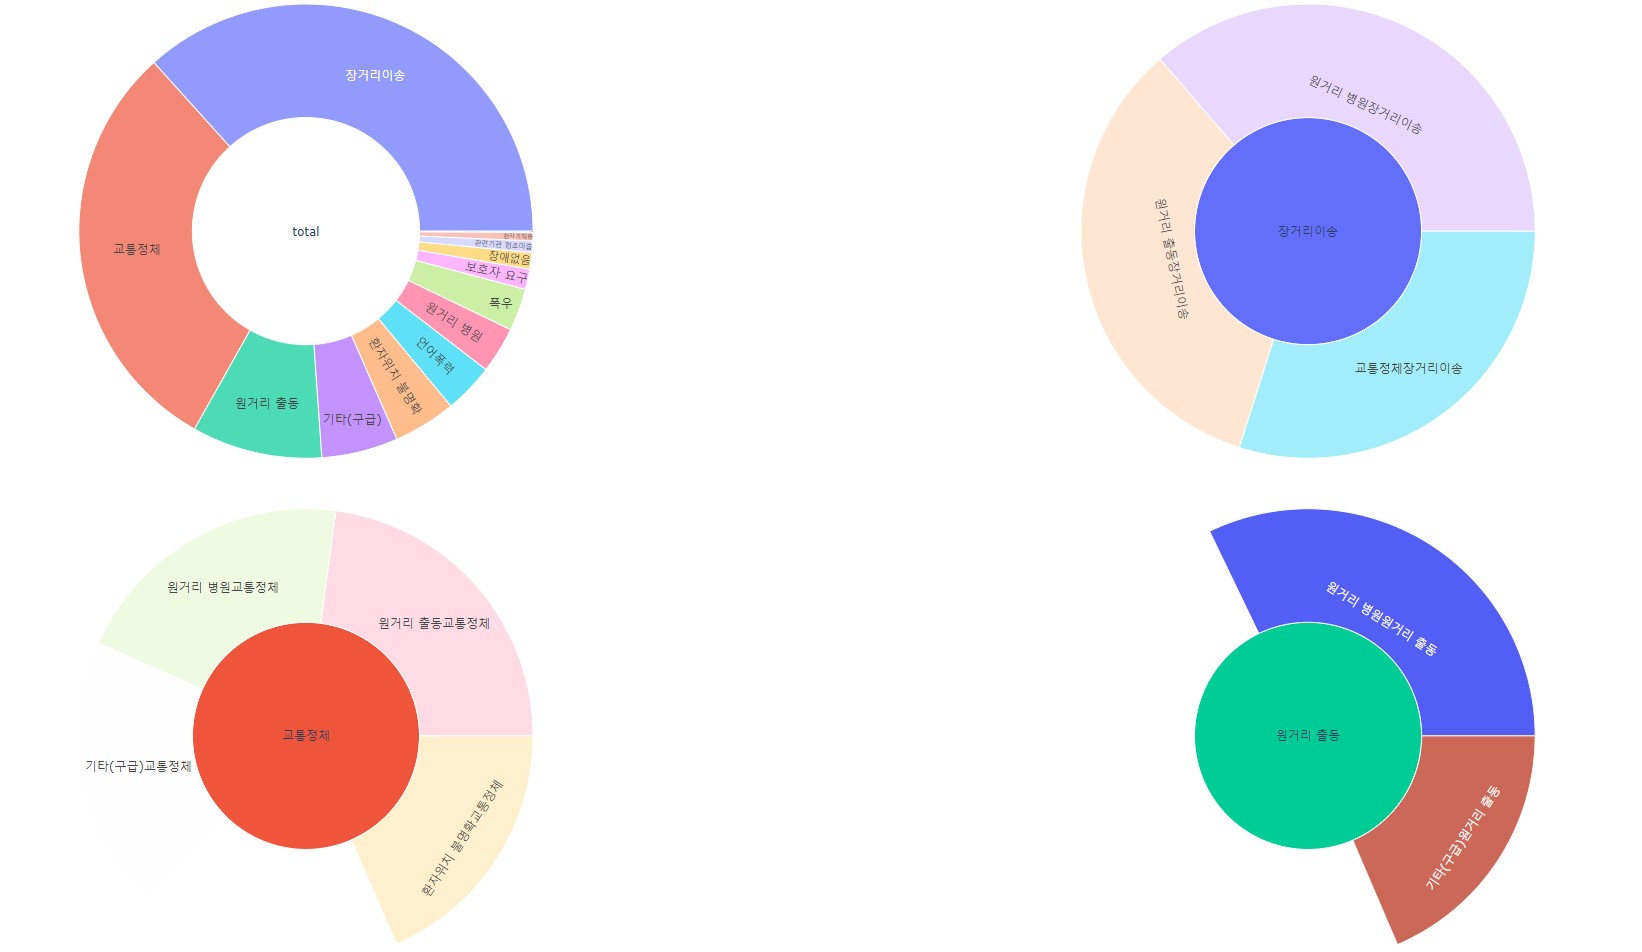 장거리이송
교통정체
total
관련기관 협조미흡
장애없음
보호자 요구
폭우
원거리 병원
언어폭력
환자위치 불명확
기타(구급)
원거리 출동
원거리 병원장거리이송
원거리 출동장거리이송
장거리이송
교통정체장거리이송
원거리 병원교통정체
원거리 출동교통정체
교통정체
기타(구급)교통정체
환자위치 불명확교통정체
원거리 병원원거리 출동
원거리 출동
기타(구급)원거리 출동